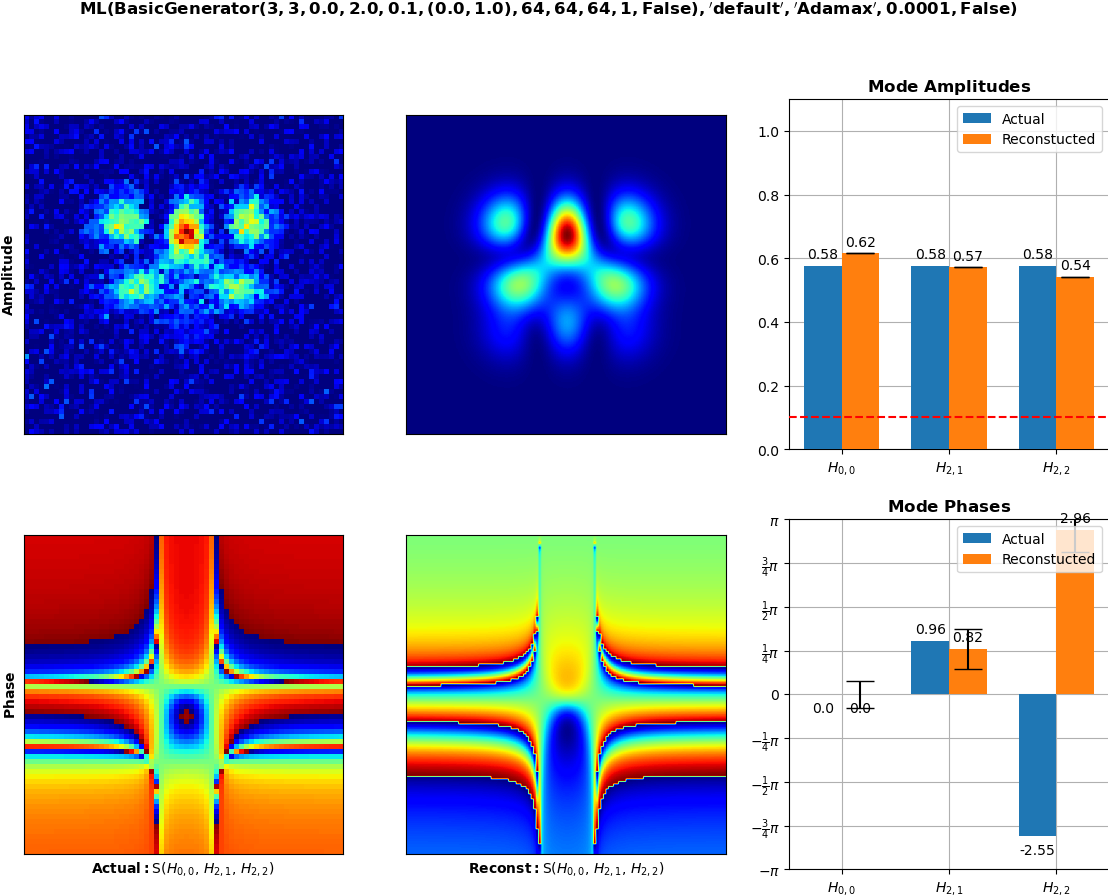 ML(BasicGenerator(3, 3, 0.0, 2.0, 0.1, (0.0, 1.0), 64, 64, 64, 1, False), 'default', 'Adamax', 0.0001, False)
Mode Amplitudes
Actual
Reconstucted
1.0
0.8
0.6
0.4
0.2
0.0
0.58
0.62
0.58
0.57
0.58
0.54
H0,0
H2,1
H2,2
Amplitude
Mode Phases
Actual
Reconstucted
π
3/4π
1/2π
1/4π
0
−1/4π
−1/2π
−3/4π
−π
0.0
0.0
0.96
0.82
-2.55
2.96
H0,0
H2,1
H2,2
Phase
Actual: S(H0,0, H2,1, H2,2)
Reconst: S(H0,0, H2,1, H2,2)